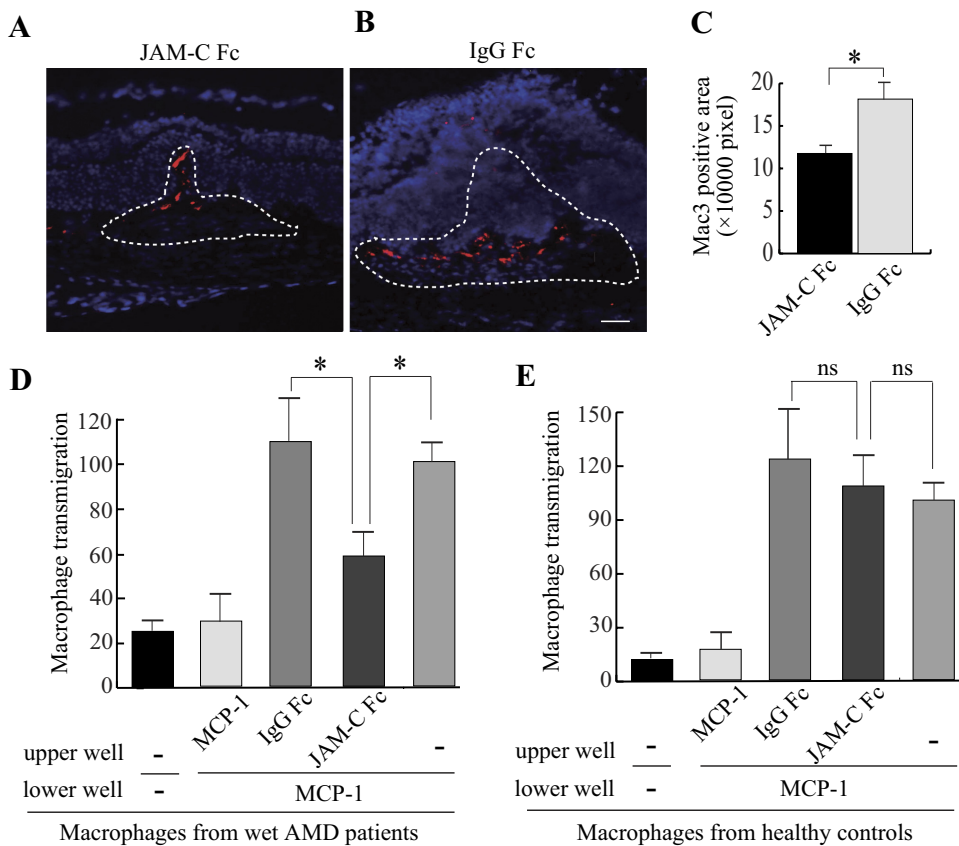 A
JAM-C Fc
B
IgG Fc
C
*
Mac3 positive area
(×10000 pixel)
20
15
10
5
0
JAM-C Fc
IgG Fc
D
* *
Macrophage transmigration
120
100
80
60
40
20
0
MCP-1
IgG Fc
JAM-C Fc
upper well - -
lower well - MCP-1
Macrophages from wet AMD patients
E
ns ns
Macrophage transmigration
150
120
90
60
30
0
MCP-1
IgG Fc
JAM-C Fc
upper well - -
lower well - MCP-1
Macrophages from healthy controls